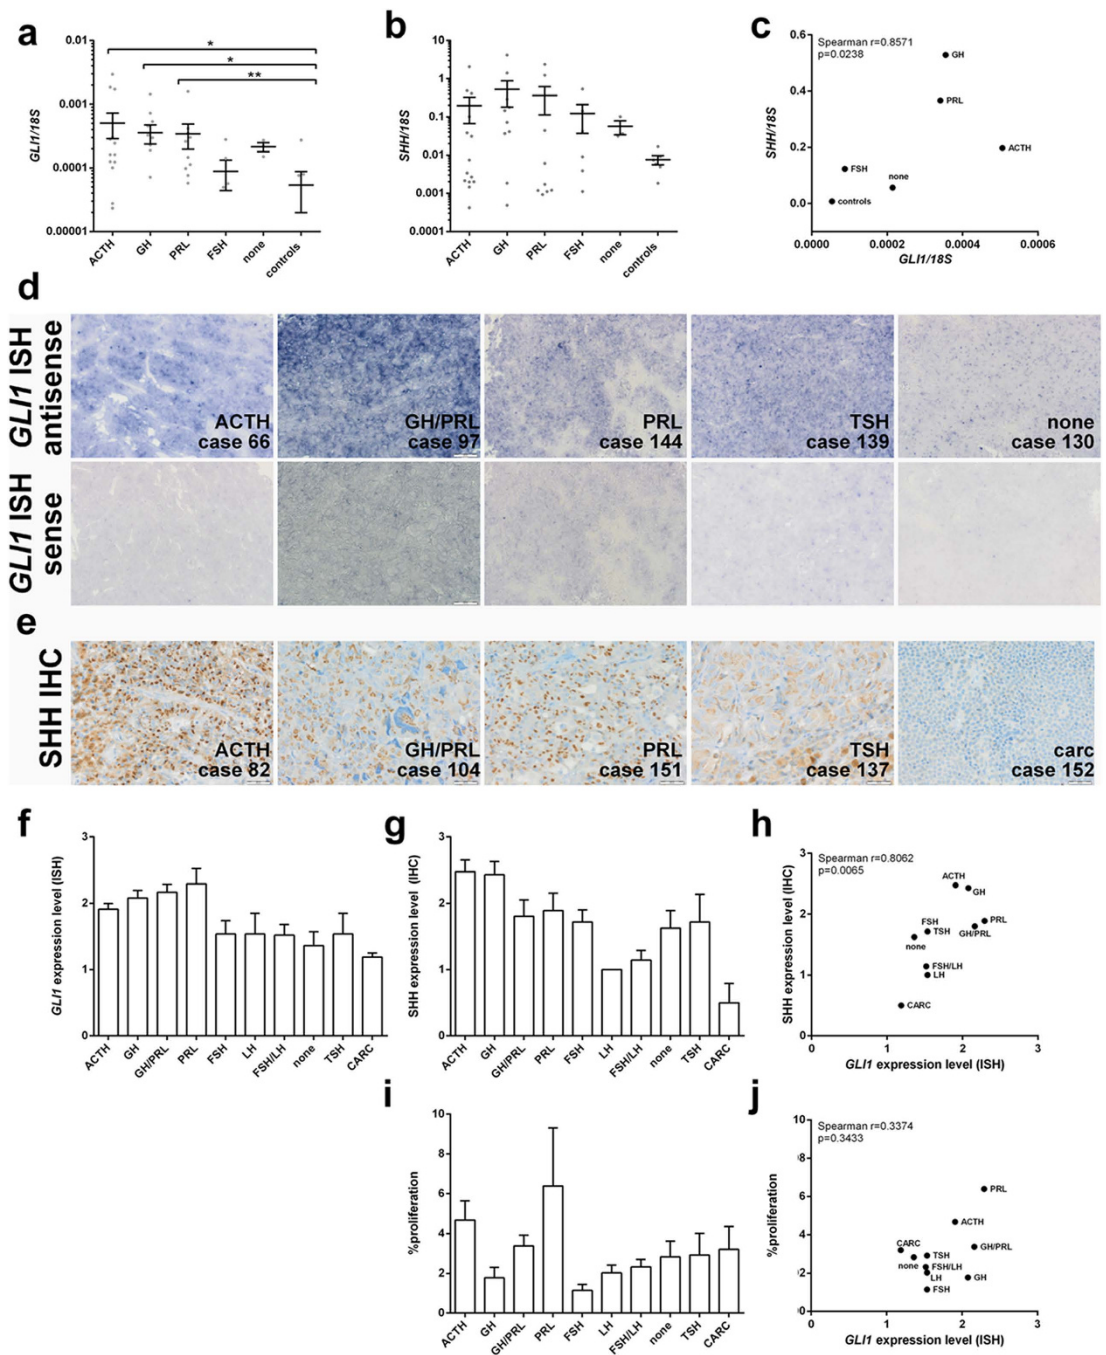 a
0.01
0.001
0.0001
0.00001
GLI1/18S
*
*
**
ACTH
GH
PRL
FSH
none
controls
b
10
1
0.1
0.01
0.001
0.0001
SHH/18S
ACTH
GH
PRL
FSH
none
controls
c
Spearman r=0.8571
p=0.0238
0.6
0.4
0.2
0.0
SHH/18S
GH
PRL
ACTH
FSH
none
controls
0.0000
0.0002
0.0004
0.0006
GLI1/18S
d
GLI1 ISH
antisense
ACTH
case 66
GH/PRL
case 97
PRL
case 144
TSH
case 139
none
case 130
GLI1 ISH
sense
e
SHH IHC
ACTH
case 82
GH/PRL
case 104
PRL
case 151
TSH
case 137
carc
case 152
f
3
2
1
0
GLI1 expression level (ISH)
ACTH
GH
GH/PRL
PRL
FSH
LH
FSH/LH
none
TSH
CARC
g
3
2
1
0
SHH expression level (IHC)
ACTH
GH
GH/PRL
PRL
FSH
LH
FSH/LH
none
TSH
CARC
h
Spearman r=0.8062
p=0.0065
3
2
1
0
SHH expression level (IHC)
ACTH
GH
PRL
GH/PRL
FSH
TSH
none
FSH/LH
LH
CARC
0
1
2
3
GLI1 expression level (ISH)
i
10
8
6
4
2
0
%proliferation
ACTH
GH
GH/PRL
PRL
FSH
LH
FSH/LH
none
TSH
CARC
j
Spearman r=0.3374
p=0.3433
10
8
6
4
2
0
%proliferation
PRL
ACTH
GH/PRL
CARC
TSH
none
FSH/LH
LH
GH
FSH
0
1
2
3
GLI1 expression level (ISH)